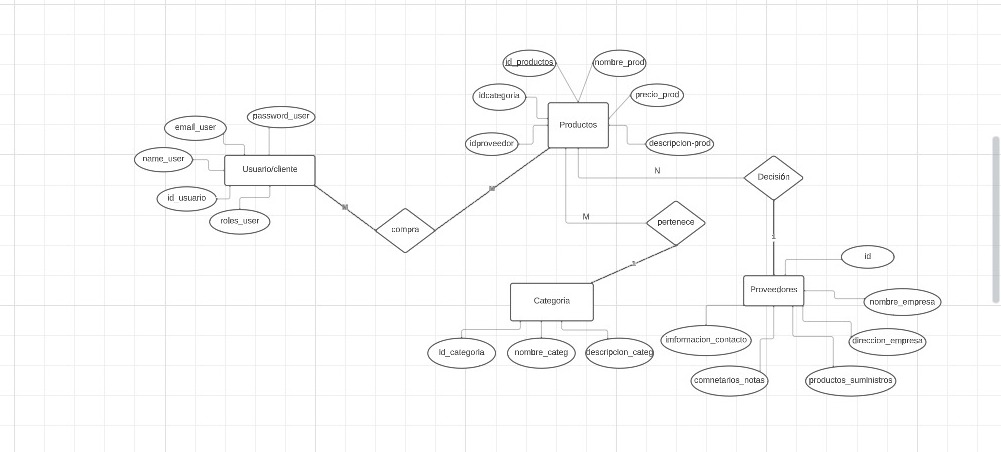 id_productos
nombre_prod
idcategoria
precio_prod
Productos
idproveedor
descripcion-prod
password_user
email_user
name_user
Usuario/cliente
id_usuario
roles_user
M
compra
M
N
Decisión
M
pertenece
1
1
Categoria
id_categoria
nombre_categ
descripcion_categ
Proveedores
id
nombre_empresa
direccion_empresa
imformacion_contacto
comnetarios_notas
productos_suministros